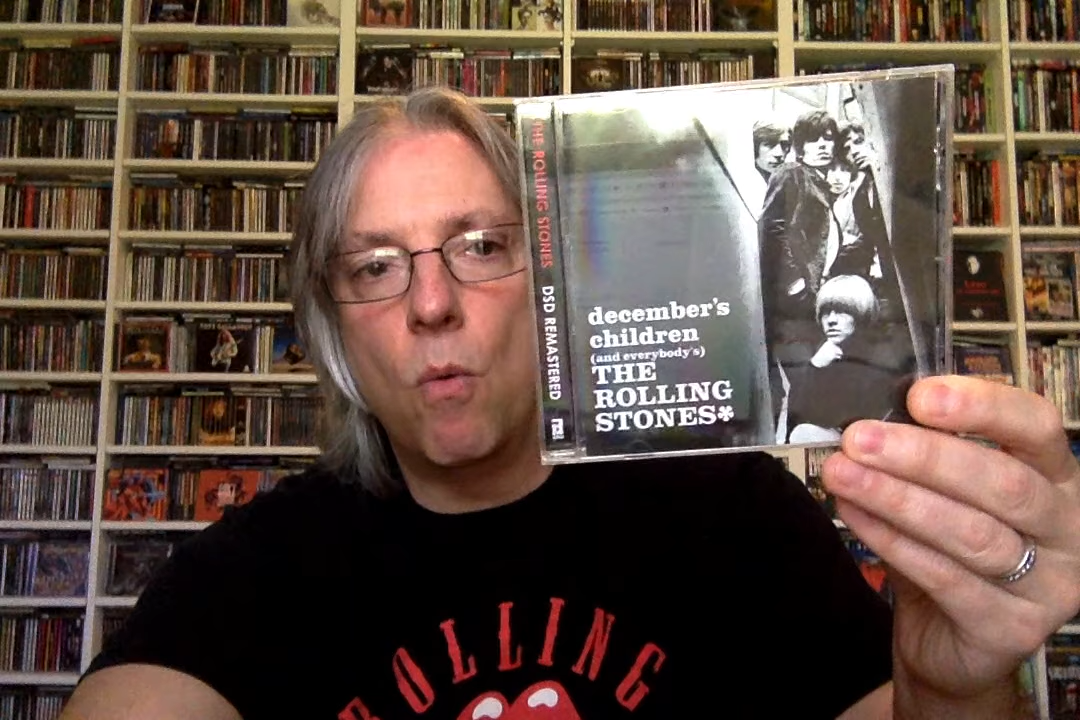 THE ROLLING STONES DSD REMASTERED
december's
children
(and everybody's)
THE
ROLLING
STONES*
ROLLING